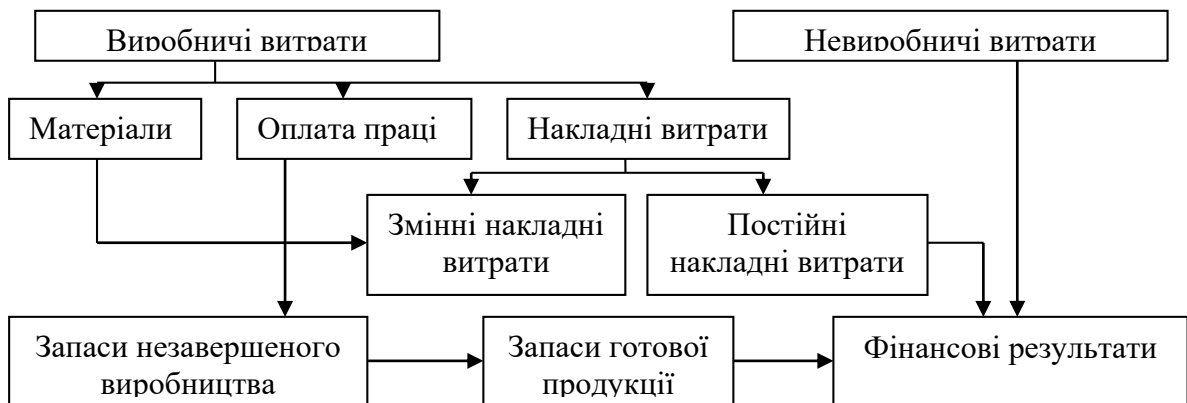 Виробничі витрати
Невиробничі витрати
Матеріали
Оплата праці
Накладні витрати
Змінні накладні
витрати
Постійні
накладні витрати
Запаси незавершеного
виробництва
Запаси готової
продукції
Фінансові результати